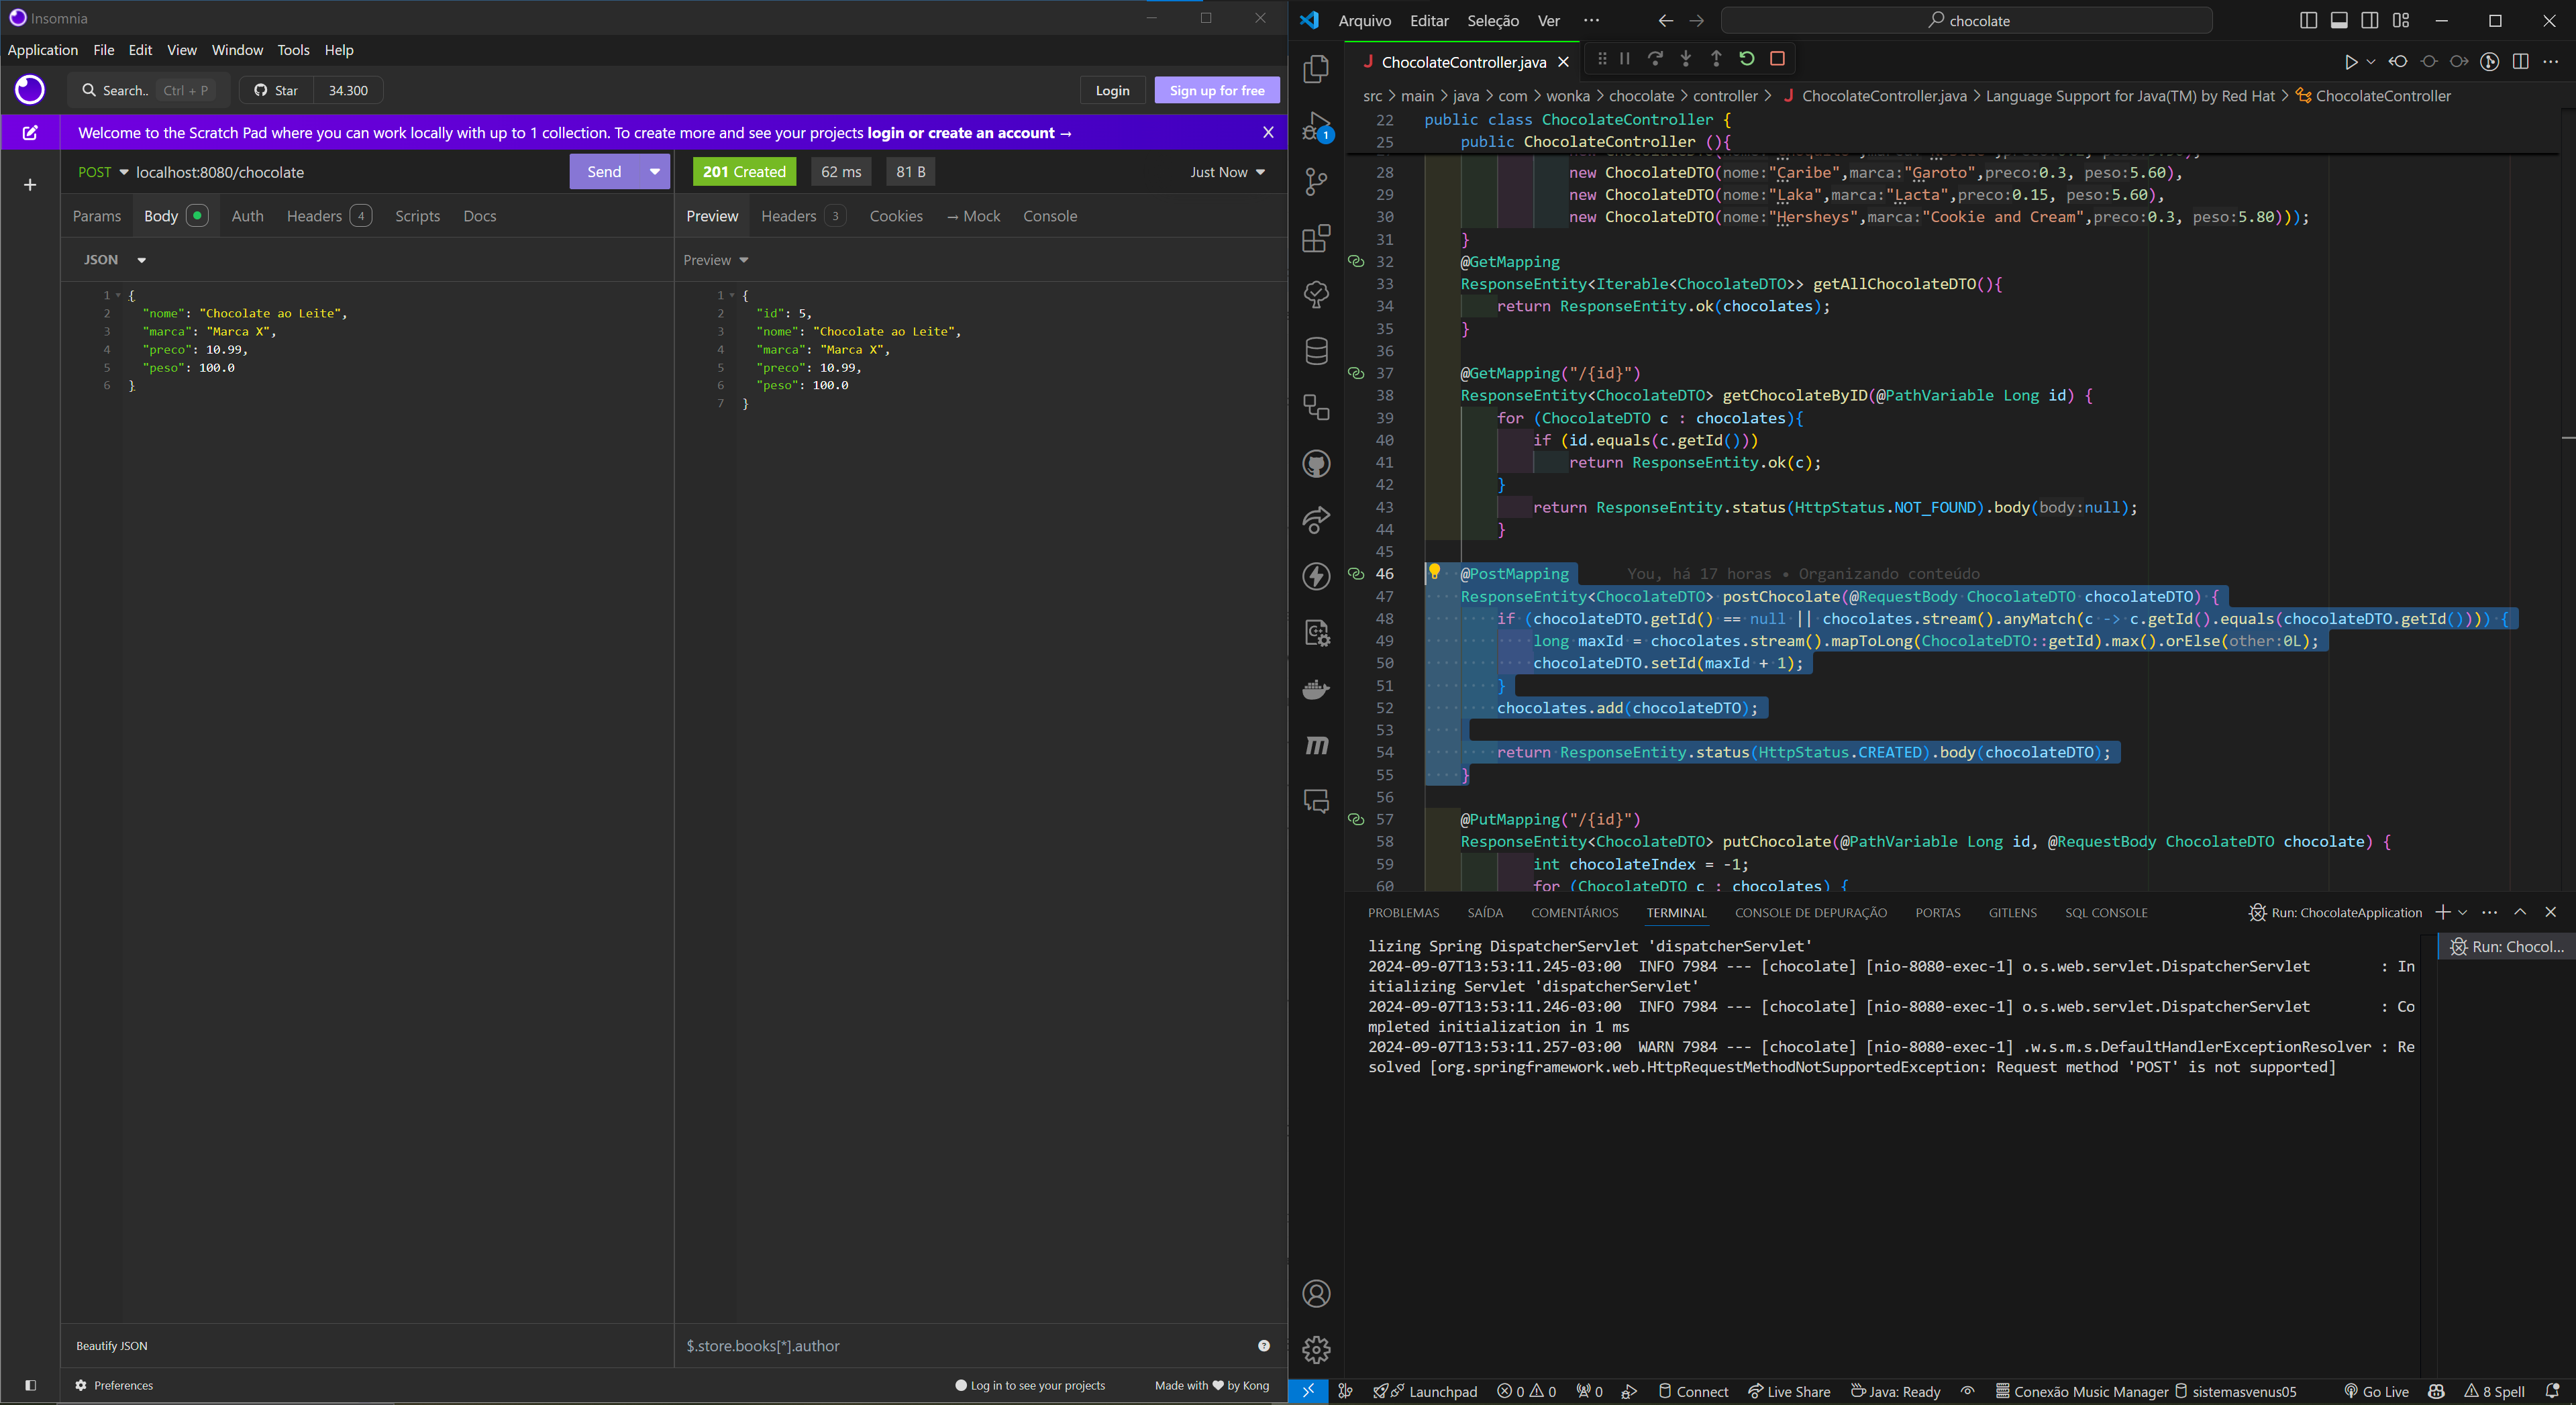 Insomnia
Application File Edit View Window Tools Help
Search.. Ctrl + P Star 34.300 Login Sign up for free
Welcome to the Scratch Pad where you can work locally with up to 1 collection. To create more and see your projects login or create an account → X
POST localhost:8080/chocolate Send 201 Created 62 ms 81 B Just Now
Params Body Auth Headers 4 Scripts Docs Preview Headers 3 Cookies → Mock Console
JSON Preview
1 {
2 "nome": "Chocolate ao Leite",
3 "marca": "Marca X",
4 "preco": 10.99,
5 "peso": 100.0
6 }
1 {
2 "id": 5,
3 "nome": "Chocolate ao Leite",
4 "marca": "Marca X",
5 "preco": 10.99,
6 "peso": 100.0
7 }
Beautify JSON $.store.books[*].author
Preferences Log in to see your projects Made with ♥ by Kong
Arquivo Editar Seleção Ver ··· chocolate
J ChocolateController.java
src > main > java > com > wonka > chocolate > controller > J ChocolateController.java > Language Support for Java(TM) by Red Hat > ChocolateController
22 public class ChocolateController {
25 public ChocolateController (){
28 new ChocolateDTO(nome:"Caribe",marca:"Garoto",preco:0.3, peso:5.60),
29 new ChocolateDTO(nome:"Laka",marca:"Lacta",preco:0.15, peso:5.60),
30 new ChocolateDTO(nome:"Hersheys",marca:"Cookie and Cream",preco:0.3, peso:5.80)));
31 }
32 @GetMapping
33 ResponseEntity<Iterable<ChocolateDTO>> getAllChocolateDTO(){
34 return ResponseEntity.ok(chocolates);
35 }
36
37 @GetMapping("/{id}")
38 ResponseEntity<ChocolateDTO> getChocolateByID(@PathVariable Long id) {
39 for (ChocolateDTO c : chocolates){
40 if (id.equals(c.getId()))
41 return ResponseEntity.ok(c);
42 }
43 return ResponseEntity.status(HttpStatus.NOT_FOUND).body(body:null);
44 }
45
46 @PostMapping You, há 17 horas • Organizando conteúdo
47 ResponseEntity<ChocolateDTO> postChocolate(@RequestBody ChocolateDTO chocolateDTO) {
48 if (chocolateDTO.getId() == null || chocolates.stream().anyMatch(c -> c.getId().equals(chocolateDTO.getId()))) {
49 long maxId = chocolates.stream().mapToLong(ChocolateDTO::getId).max().orElse(other:0L);
50 chocolateDTO.setId(maxId + 1);
51 }
52 chocolates.add(chocolateDTO);
53
54 return ResponseEntity.status(HttpStatus.CREATED).body(chocolateDTO);
55 }
56
57 @PutMapping("/{id}")
58 ResponseEntity<ChocolateDTO> putChocolate(@PathVariable Long id, @RequestBody ChocolateDTO chocolate) {
59 int chocolateIndex = -1;
60 for (ChocolateDTO c : chocolates) {
PROBLEMAS SAÍDA COMENTÁRIOS TERMINAL CONSOLE DE DEPURAÇÃO PORTAS GITLENS SQL CONSOLE Run: ChocolateApplication
Run: Chocol...
lizing Spring DispatcherServlet 'dispatcherServlet'
2024-09-07T13:53:11.245-03:00 INFO 7984 --- [chocolate] [nio-8080-exec-1] o.s.web.servlet.DispatcherServlet : In
itializing Servlet 'dispatcherServlet'
2024-09-07T13:53:11.246-03:00 INFO 7984 --- [chocolate] [nio-8080-exec-1] o.s.web.servlet.DispatcherServlet : Co
mpleted initialization in 1 ms
2024-09-07T13:53:11.257-03:00 WARN 7984 --- [chocolate] [nio-8080-exec-1] .w.s.m.s.DefaultHandlerExceptionResolver : Re
solved [org.springframework.web.HttpRequestMethodNotSupportedException: Request method 'POST' is not supported]
Launchpad 0 0 0 Connect Live Share Java: Ready Conexão Music Manager sistemasvenus05 Go Live 8 Spell